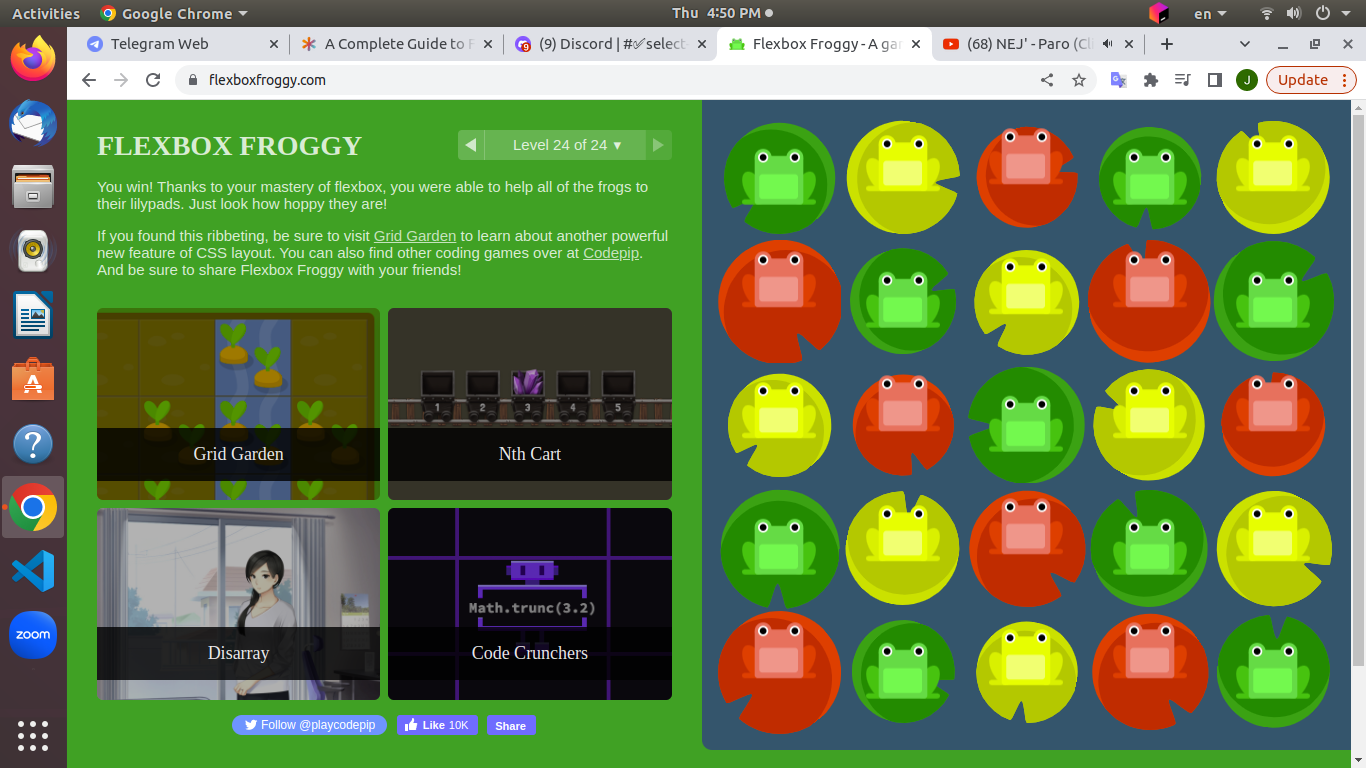 Activities
Google Chrome
Thu 4:50 PM
en
Telegram Web
A Complete Guide to F
(9) Discord | #✅select
Flexbox Froggy - A gar
(68) NEJ' - Paro (Cl
flexboxfroggy.com
J
Update
FLEXBOX FROGGY
Level 24 of 24
You win! Thanks to your mastery of flexbox, you were able to help all of the frogs to
their lilypads. Just look how hoppy they are!
If you found this ribbeting, be sure to visit Grid Garden to learn about another powerful
new feature of CSS layout. You can also find other coding games over at Codepip.
And be sure to share Flexbox Froggy with your friends!
1 2 3 4 5
Grid Garden
Nth Cart
Math.trunc(3.2)
Disarray
Code Crunchers
Follow @playcodepip
Like 10K
Share
zoom